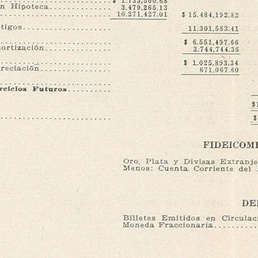 n Hipoteca 3,479,265.13
10,271,427.01 $ 15,484,192.82
tigos 11,301,583.41
$ 6,551,497.66
ortización 3,744,744.36
$ 1,025,893.34
reciación 671,067.60
rcicios Futuros
$
FIDEICOM
Oro, Plata y Divisas Extranje
Menos: Cuenta Corriente del
DE
Billetes Emitidos en Circulac
Moneda Fraccionaria